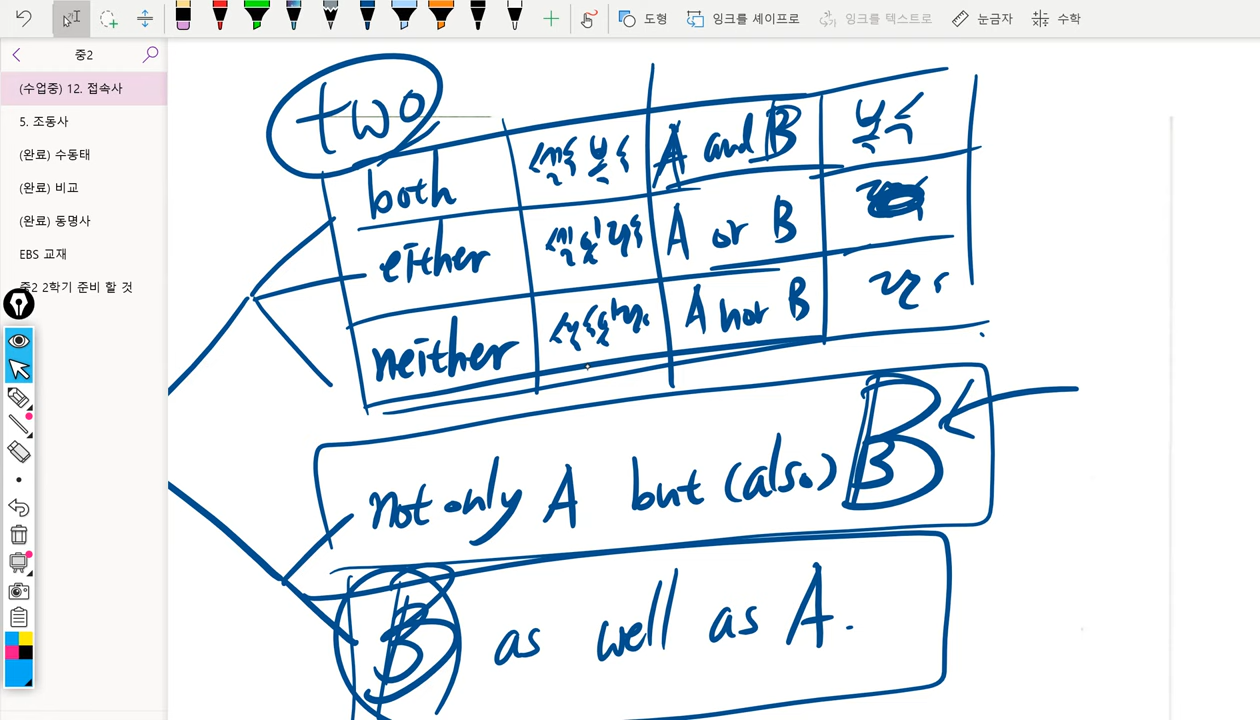 도형
잉크를 셰이프로
잉크를 텍스트로
눈금자
수학
중2
(수업중) 12. 접속사
5. 조동사
(완료) 수동태
(완료) 비교
(완료) 동명사
EBS 교재
중2 2학기 준비 할 것
two
both 복수 A and B 복수
either A or B
neither A nor B
not only A but (also) B
B as well as A.